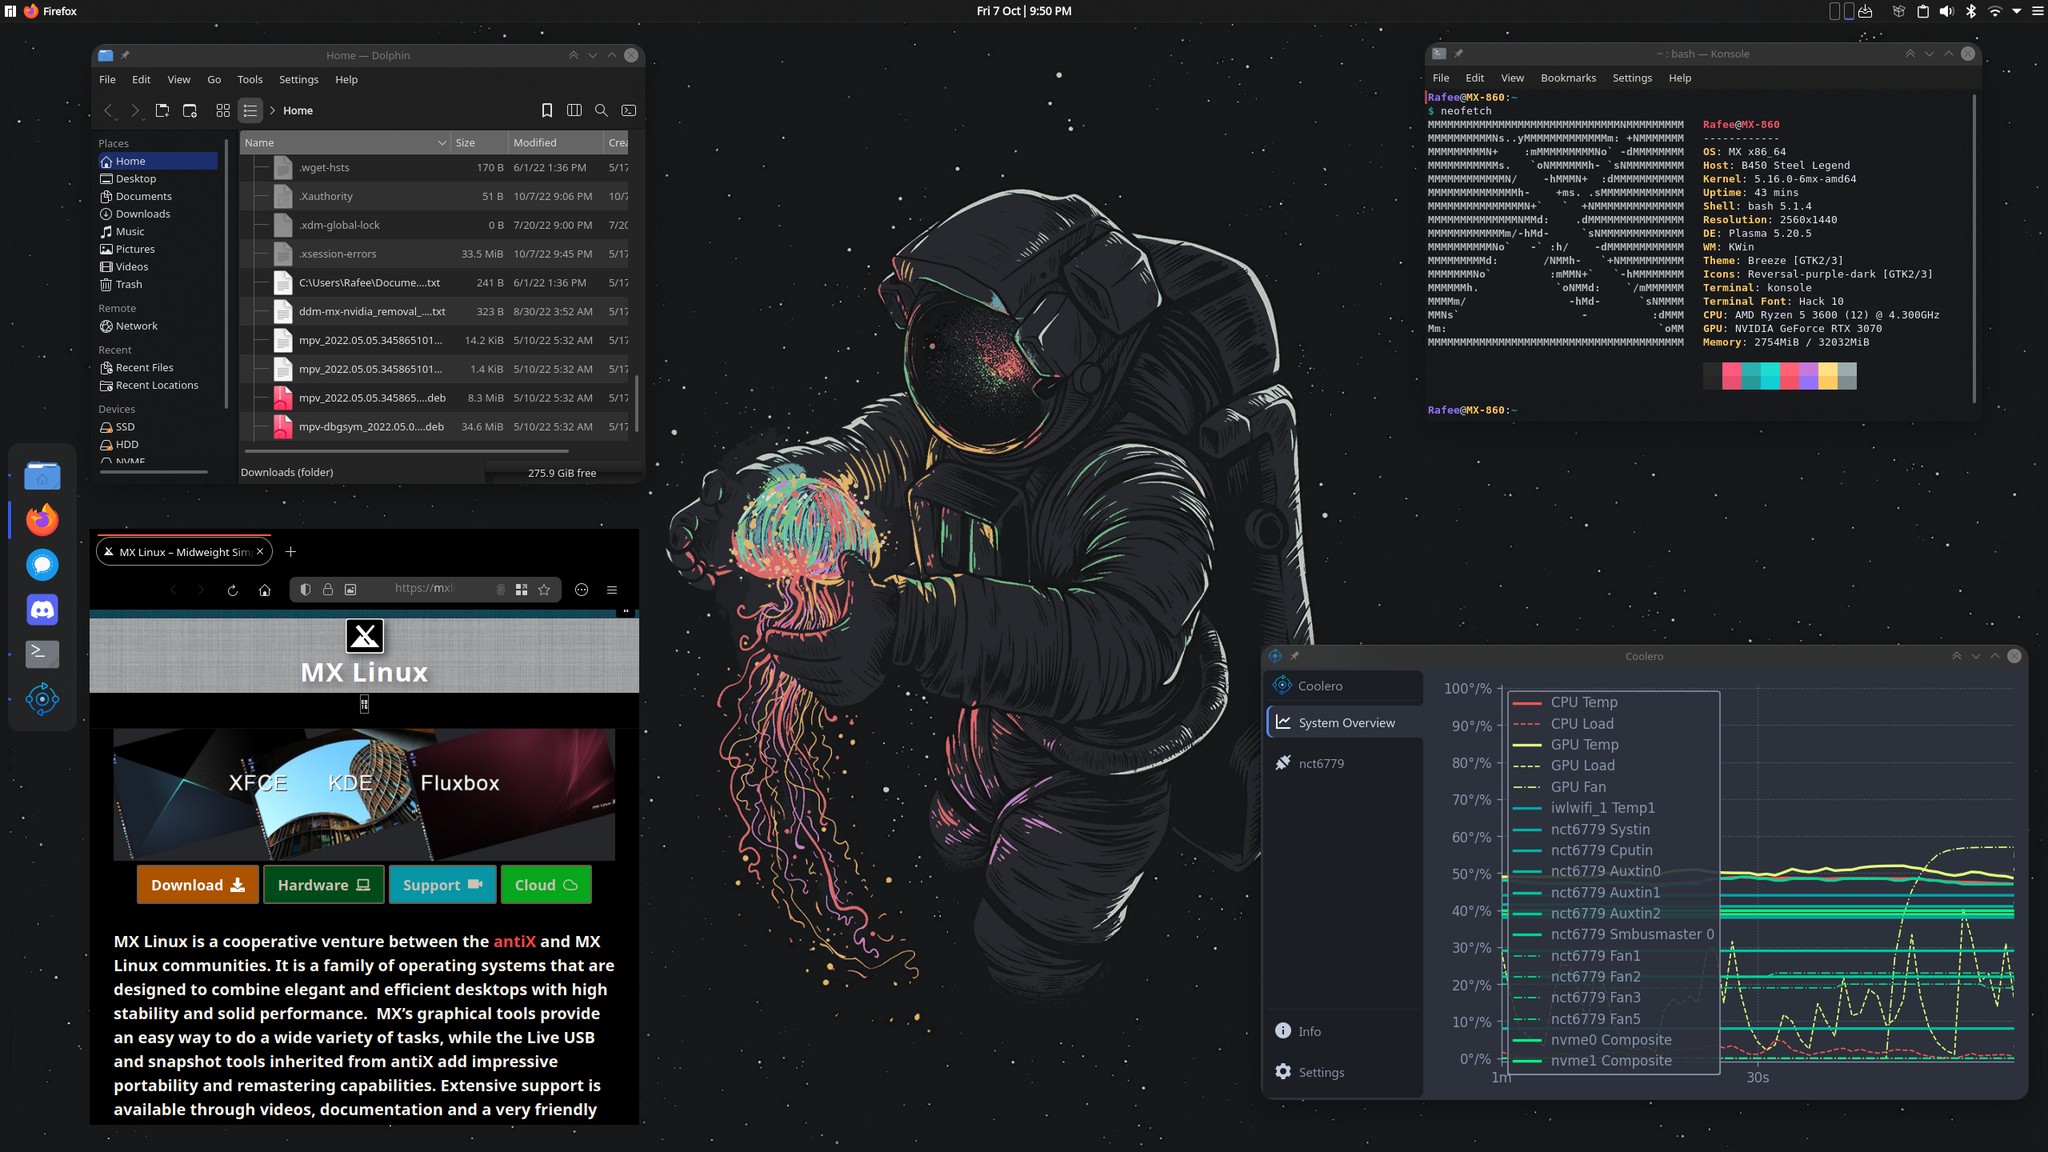 Firefox
Fri 7 Oct | 9:50 PM
Home — Dolphin
File Edit View Go Tools Settings Help
Home
Places
Home
Desktop
Documents
Downloads
Music
Pictures
Videos
Trash
Remote
Network
Recent
Recent Files
Recent Locations
Devices
SSD
HDD
NVME
Name Size Modified Crea
.wget-hsts 170 B 6/1/22 1:36 PM 5/17
.Xauthority 51 B 10/7/22 9:06 PM 10/7
.xdm-global-lock 0 B 7/20/22 9:00 PM 7/20
.xsession-errors 33.5 MiB 10/7/22 9:45 PM 5/17
C:\Users\Rafee\Docume....txt 241 B 6/1/22 1:36 PM 5/17
ddm-mx-nvidia_removal_....txt 323 B 8/30/22 3:52 AM 5/17
mpv_2022.05.05.345865101... 14.2 KiB 5/10/22 5:32 AM 5/17
mpv_2022.05.05.345865101... 1.4 KiB 5/10/22 5:32 AM 5/17
mpv_2022.05.05.345865....deb 8.3 MiB 5/10/22 5:32 AM 5/17
mpv-dbgsym_2022.05.0....deb 34.6 MiB 5/10/22 5:32 AM 5/17
Downloads (folder) 275.9 GiB free
~ : bash — Konsole
File Edit View Bookmarks Settings Help
Rafee@MX-860:~
$ neofetch
Rafee@MX-860
------------
OS: MX x86_64
Host: B450 Steel Legend
Kernel: 5.16.0-6mx-amd64
Uptime: 43 mins
Shell: bash 5.1.4
Resolution: 2560x1440
DE: Plasma 5.20.5
WM: KWin
Theme: Breeze [GTK2/3]
Icons: Reversal-purple-dark [GTK2/3]
Terminal: konsole
Terminal Font: Hack 10
CPU: AMD Ryzen 5 3600 (12) @ 4.300GHz
GPU: NVIDIA GeForce RTX 3070
Memory: 2754MiB / 32032MiB
Rafee@MX-860:~
MX Linux – Midweight Sim
https://mxl
MX Linux
XFCE KDE Fluxbox
Download Hardware Support Cloud
MX Linux is a cooperative venture between the antiX and MX
Linux communities. It is a family of operating systems that are
designed to combine elegant and efficient desktops with high
stability and solid performance. MX’s graphical tools provide
an easy way to do a wide variety of tasks, while the Live USB
and snapshot tools inherited from antiX add impressive
portability and remastering capabilities. Extensive support is
available through videos, documentation and a very friendly
Coolero
Coolero
System Overview
nct6779
Info
Settings
100°/%
90°/%
80°/%
70°/%
60°/%
50°/%
40°/%
30°/%
20°/%
10°/%
0°/%
1m 30s
CPU Temp
CPU Load
GPU Temp
GPU Load
GPU Fan
iwlwifi_1 Temp1
nct6779 Systin
nct6779 Cputin
nct6779 Auxtin0
nct6779 Auxtin1
nct6779 Auxtin2
nct6779 Smbusmaster 0
nct6779 Fan1
nct6779 Fan2
nct6779 Fan3
nct6779 Fan5
nvme0 Composite
nvme1 Composite